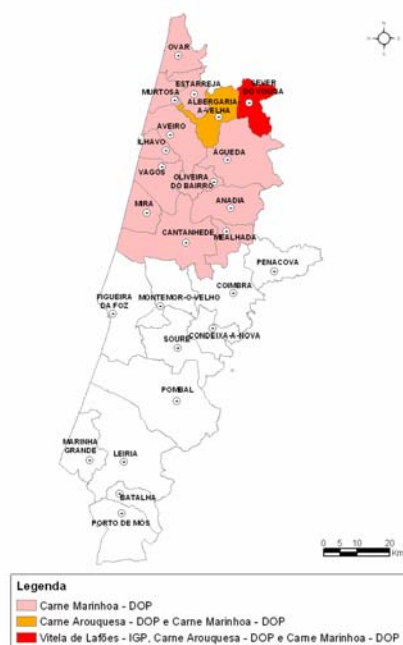 N
OVAR
ESTARREJA
SEVER
DO VOUGA
MURTOSA
ALBERGARIA
-A-VELHA
AVEIRO
ILHAVO
ÁGUEDA
VAGOS
OLIVEIRA
DO BAIRRO
MIRA
ANADIA
CANTANHEDE
MEALHADA
PENACOVA
COIMBRA
FIGUEIRA
DA FOZ
MONTEMOR-O-VELHO
CONDEIXA-A-NOVA
SOURE
POMBAL
MARINHA
GRANDE
LEIRIA
BATALHA
PORTO DE MÓS
0 5 10 20
Km
Legenda
Carne Marinhoa - DOP
Carne Arouquesa - DOP e Carne Marinhoa - DOP
Vitela de Lafões - IGP, Carne Arouquesa - DOP e Carne Marinhoa - DOP